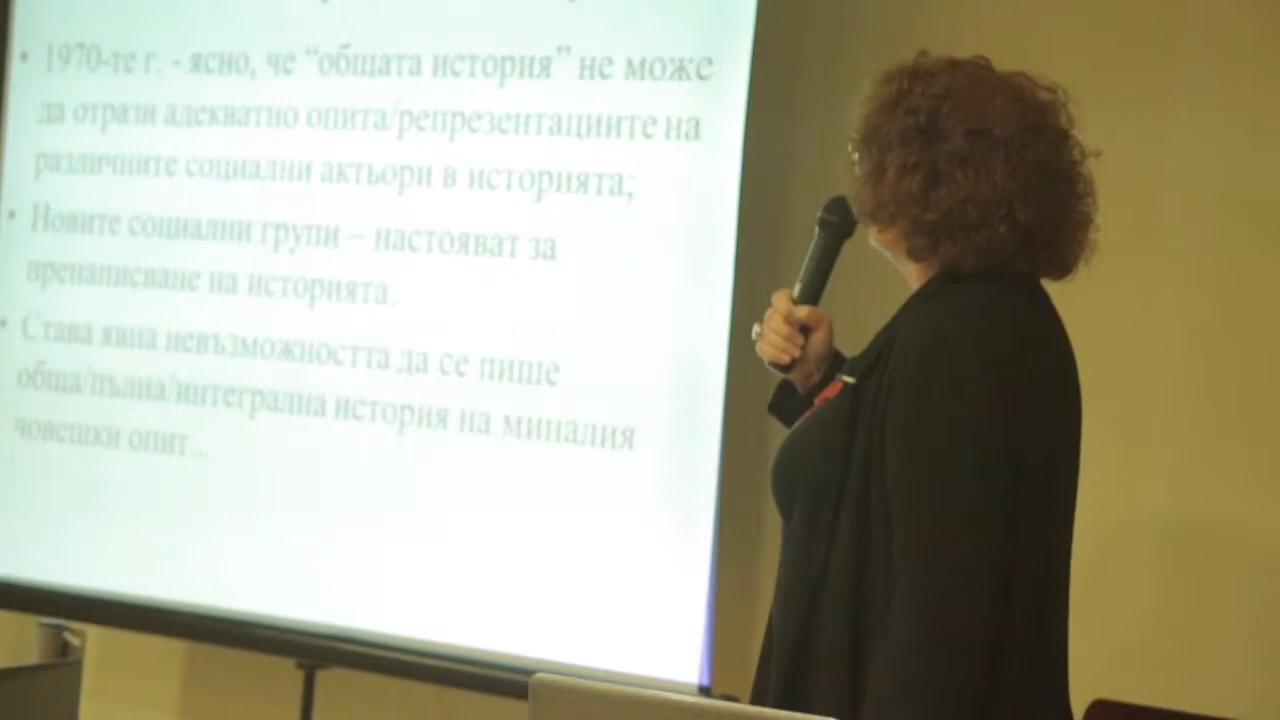 • 1970-те г. - ясно, че “общата история” не може
да отрази адекватно опита/репрезентациите на
различните социални актьори в историята;
• Новите социални групи – настояват за
пренаписване на историята.
• Става явна невъзможността да се пише
обща/пълна/интегрална история на миналия
човешки опит...